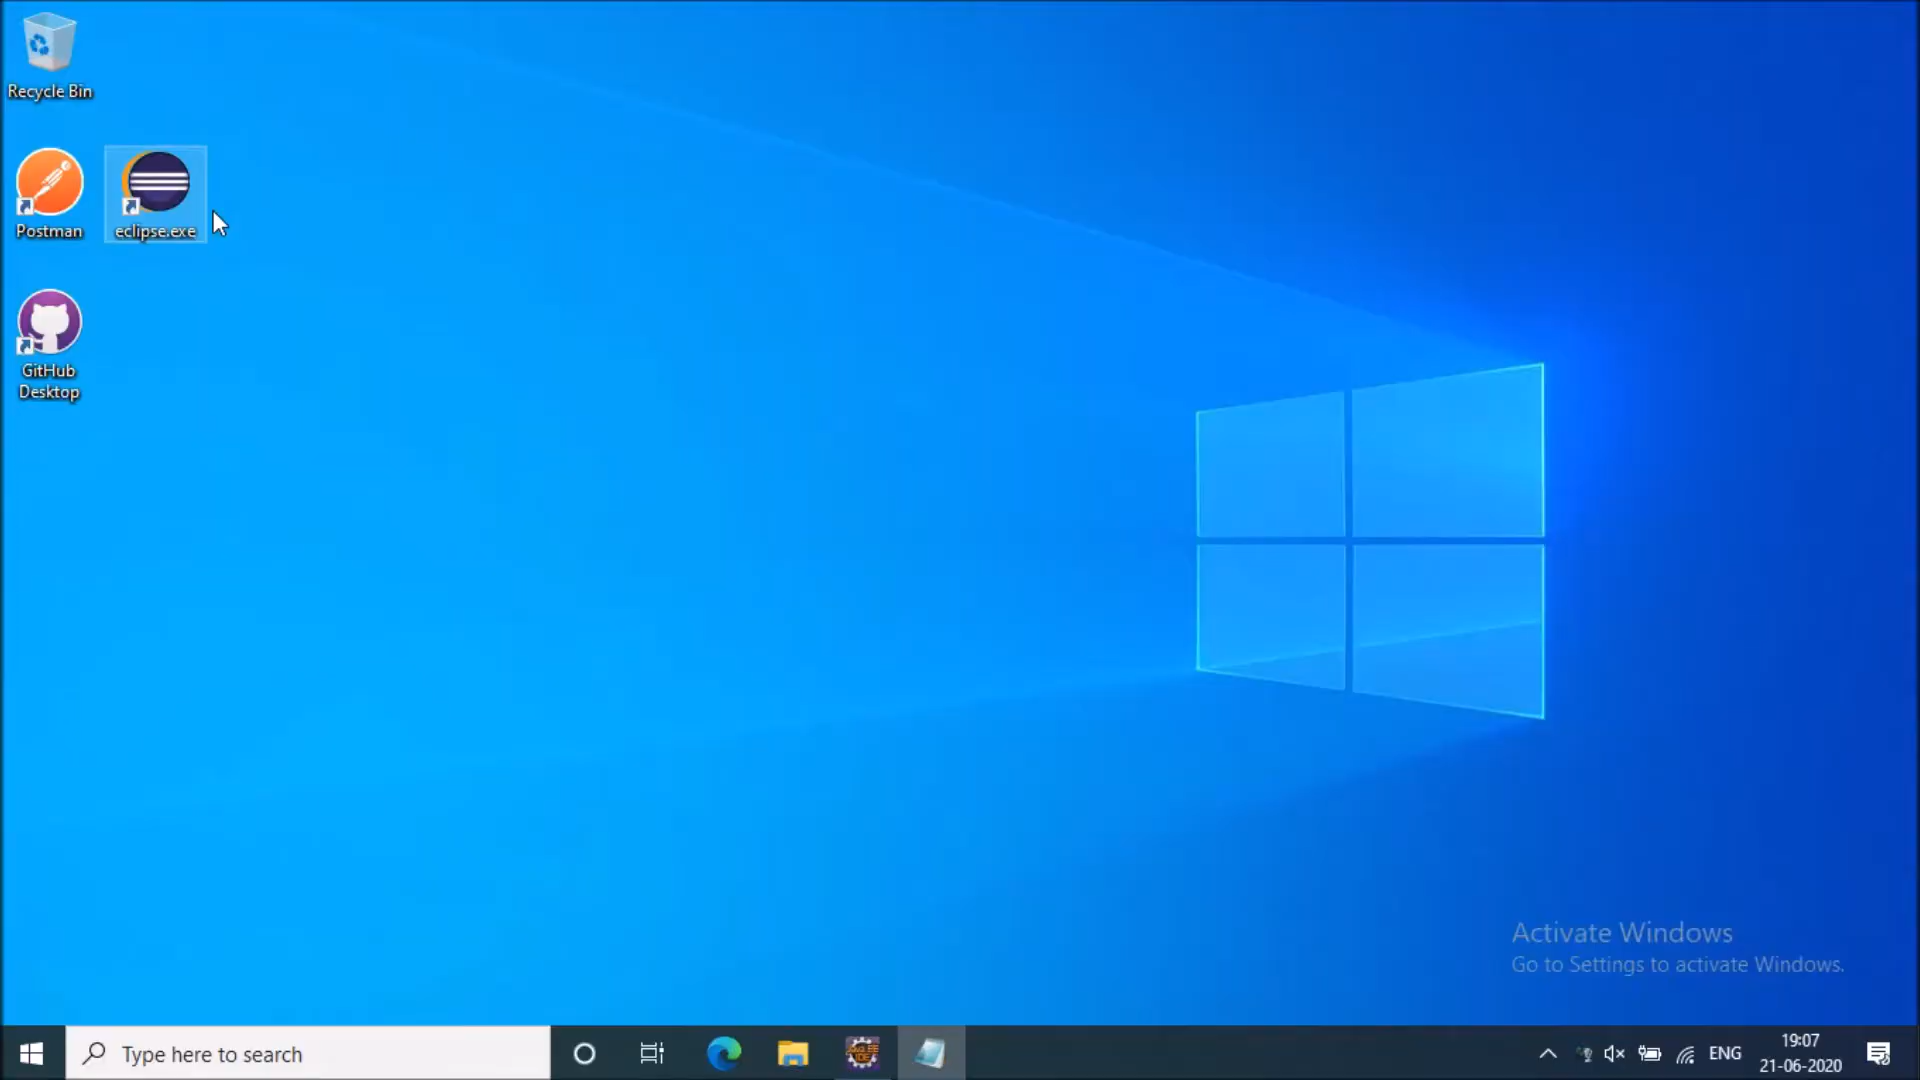 Recycle Bin
Postman
eclipse.exe
GitHub
Desktop
Activate Windows
Go to Settings to activate Windows.
Type here to search
ENG
19:07
21-06-2020